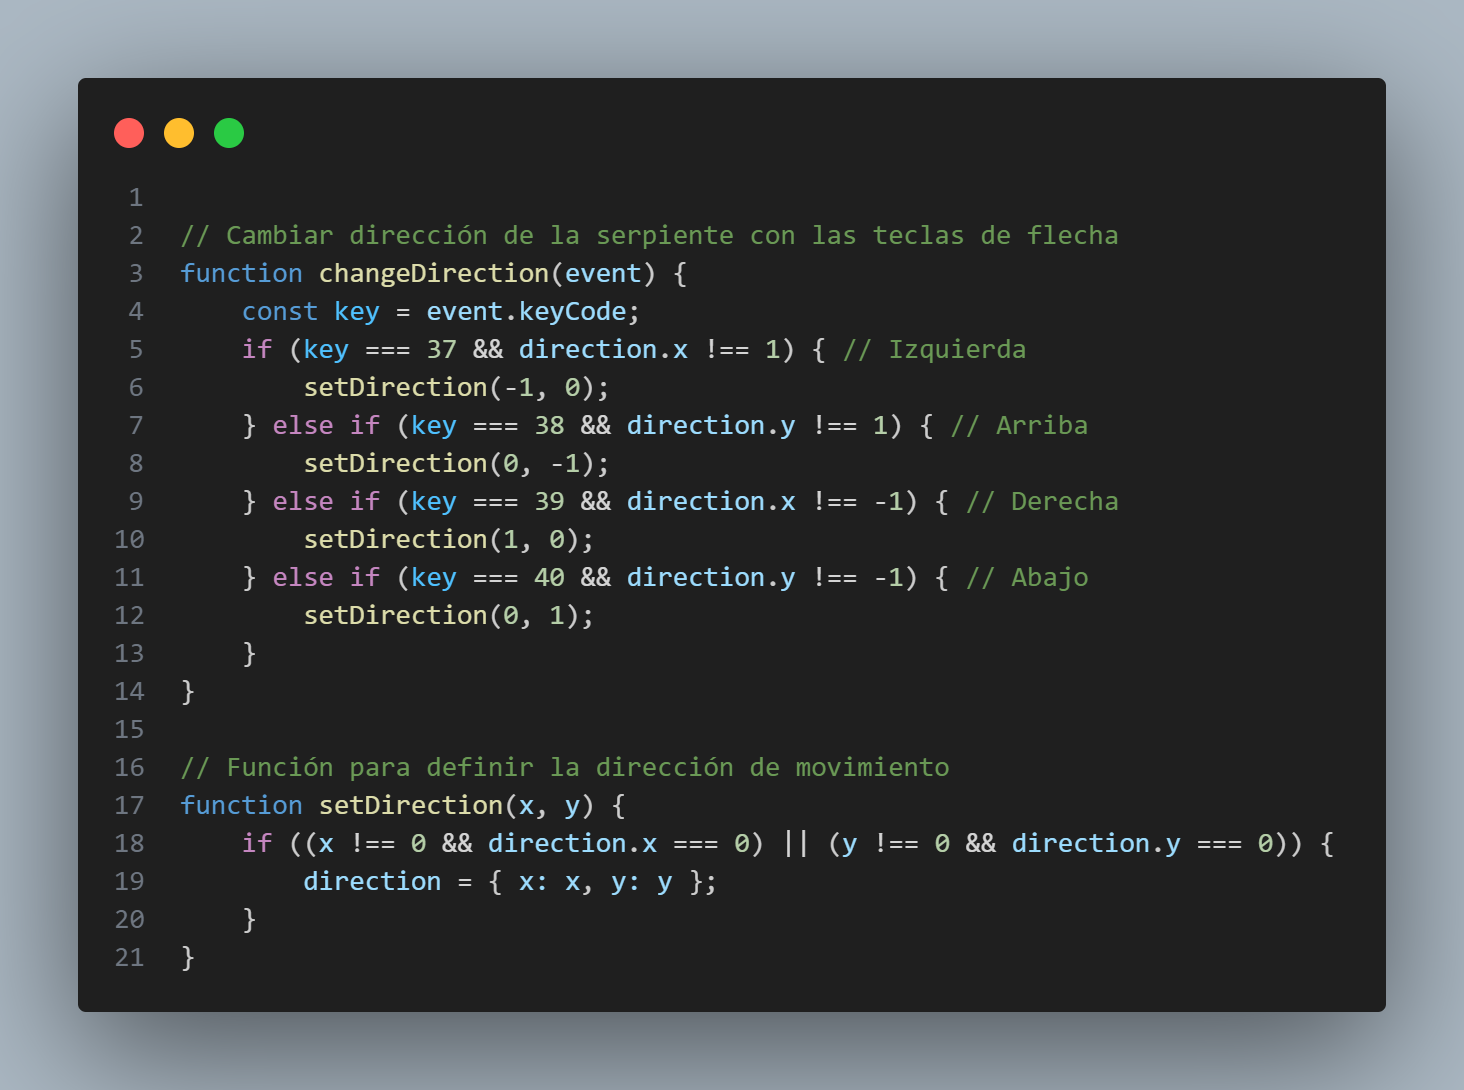 1
2 // Cambiar dirección de la serpiente con las teclas de flecha
3 function changeDirection(event) {
4     const key = event.keyCode;
5     if (key === 37 && direction.x !== 1) { // Izquierda
6         setDirection(-1, 0);
7     } else if (key === 38 && direction.y !== 1) { // Arriba
8         setDirection(0, -1);
9     } else if (key === 39 && direction.x !== -1) { // Derecha
10         setDirection(1, 0);
11     } else if (key === 40 && direction.y !== -1) { // Abajo
12         setDirection(0, 1);
13     }
14 }
15
16 // Función para definir la dirección de movimiento
17 function setDirection(x, y) {
18     if ((x !== 0 && direction.x === 0) || (y !== 0 && direction.y === 0)) {
19         direction = { x: x, y: y };
20     }
21 }